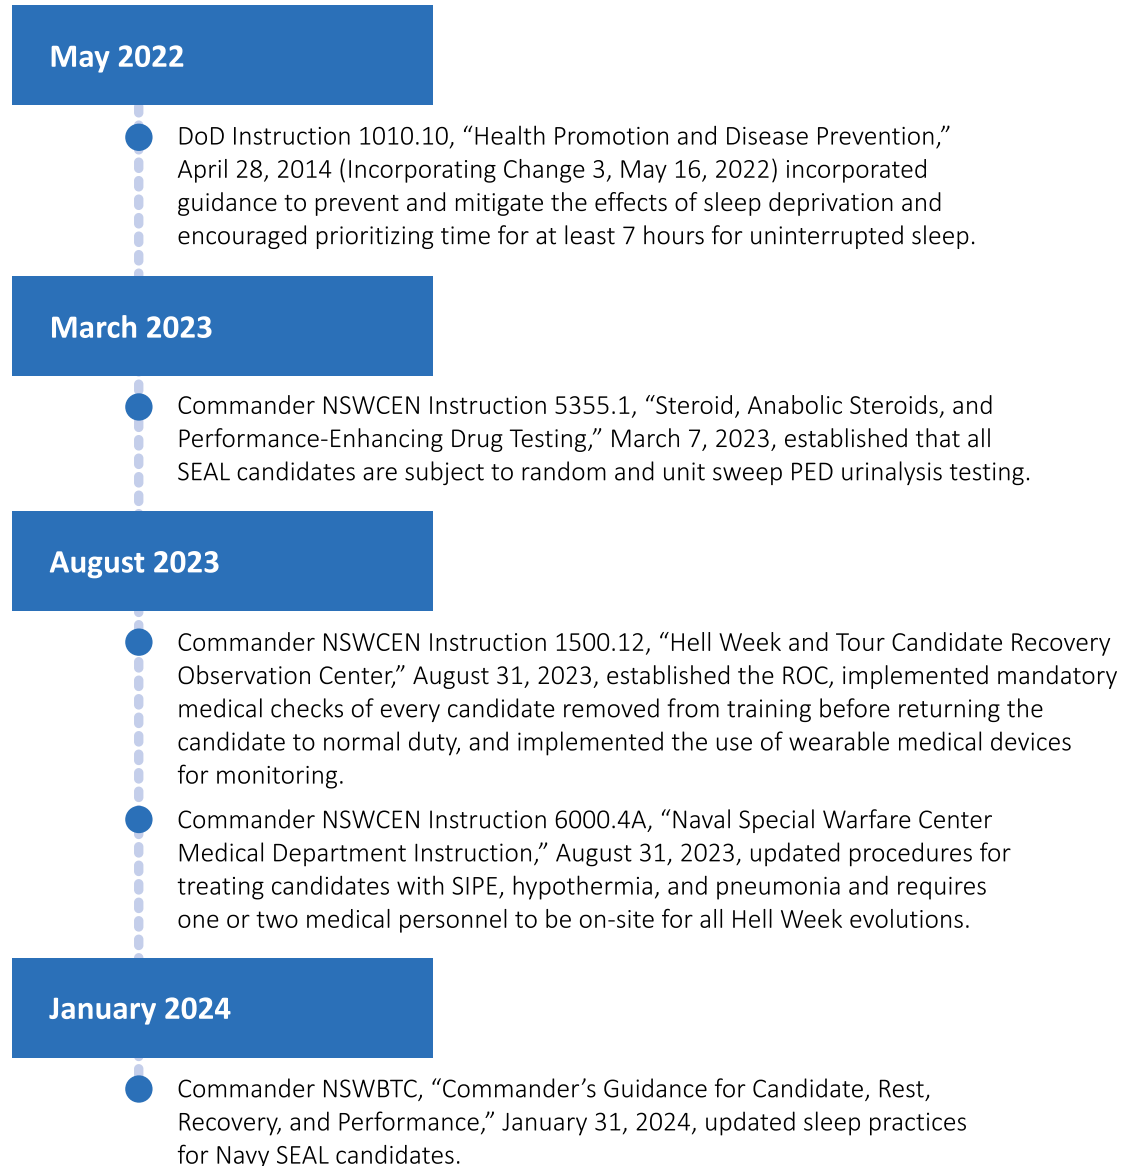 May 2022
DoD Instruction 1010.10, “Health Promotion and Disease Prevention,”
April 28, 2014 (Incorporating Change 3, May 16, 2022) incorporated
guidance to prevent and mitigate the effects of sleep deprivation and
encouraged prioritizing time for at least 7 hours for uninterrupted sleep.
March 2023
Commander NSWCEN Instruction 5355.1, “Steroid, Anabolic Steroids, and
Performance-Enhancing Drug Testing,” March 7, 2023, established that all
SEAL candidates are subject to random and unit sweep PED urinalysis testing.
August 2023
Commander NSWCEN Instruction 1500.12, “Hell Week and Tour Candidate Recovery
Observation Center,” August 31, 2023, established the ROC, implemented mandatory
medical checks of every candidate removed from training before returning the
candidate to normal duty, and implemented the use of wearable medical devices
for monitoring.
Commander NSWCEN Instruction 6000.4A, “Naval Special Warfare Center
Medical Department Instruction,” August 31, 2023, updated procedures for
treating candidates with SIPE, hypothermia, and pneumonia and requires
one or two medical personnel to be on-site for all Hell Week evolutions.
January 2024
Commander NSWBTC, “Commander’s Guidance for Candidate, Rest,
Recovery, and Performance,” January 31, 2024, updated sleep practices
for Navy SEAL candidates.